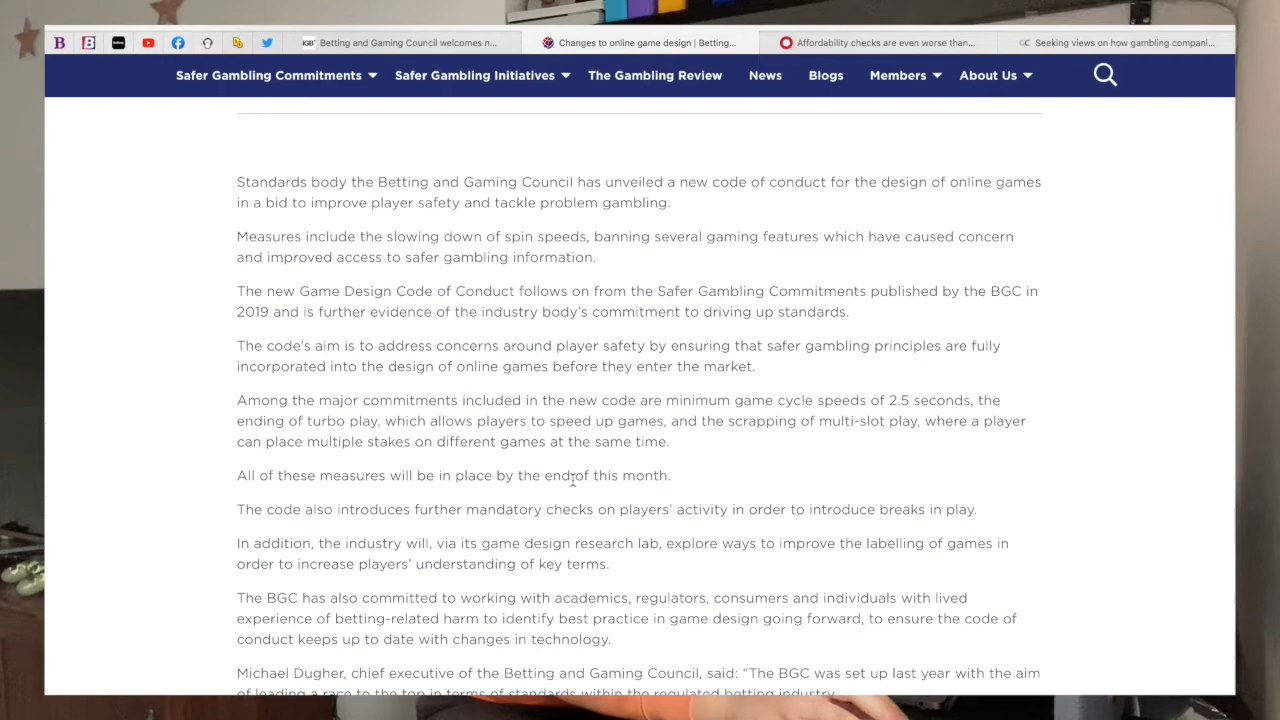 B
B
Betting and Gaming Council welcomes n...
Changes to online game design | Betting...
Affordability checks are even worse than...
GC Seeking views on how gambling compani...
Safer Gambling Commitments Safer Gambling Initiatives The Gambling Review News Blogs Members About Us
Standards body the Betting and Gaming Council has unveiled a new code of conduct for the design of online games
in a bid to improve player safety and tackle problem gambling.
Measures include the slowing down of spin speeds, banning several gaming features which have caused concern
and improved access to safer gambling information.
The new Game Design Code of Conduct follows on from the Safer Gambling Commitments published by the BGC in
2019 and is further evidence of the industry body's commitment to driving up standards.
The code's aim is to address concerns around player safety by ensuring that safer gambling principles are fully
incorporated into the design of online games before they enter the market.
Among the major commitments included in the new code are minimum game cycle speeds of 2.5 seconds, the
ending of turbo play, which allows players to speed up games, and the scrapping of multi-slot play, where a player
can place multiple stakes on different games at the same time.
All of these measures will be in place by the end of this month.
The code also introduces further mandatory checks on players' activity in order to introduce breaks in play.
In addition, the industry will, via its game design research lab, explore ways to improve the labelling of games in
order to increase players' understanding of key terms.
The BGC has also committed to working with academics, regulators, consumers and individuals with lived
experience of betting-related harm to identify best practice in game design going forward, to ensure the code of
conduct keeps up to date with changes in technology.
Michael Dugher, chief executive of the Betting and Gaming Council, said: “The BGC was set up last year with the aim
of leading a race to the top in terms of standards within the regulated betting industry